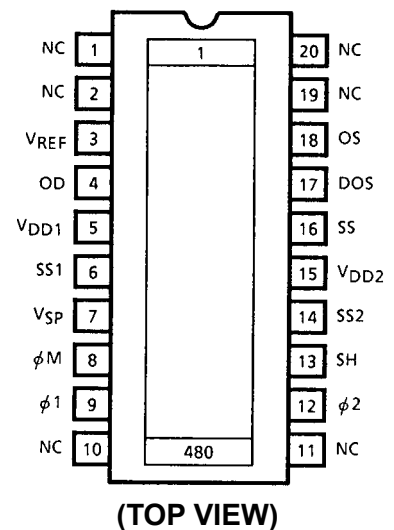 NC 1 1 20 NC
NC 2 19 NC
VREF 3 18 OS
OD 4 17 DOS
VDD1 5 16 SS
SS1 6 15 VDD2
VSP 7 14 SS2
ϕM 8 13 SH
ϕ1 9 12 ϕ2
NC 10 480 11 NC
(TOP VIEW)